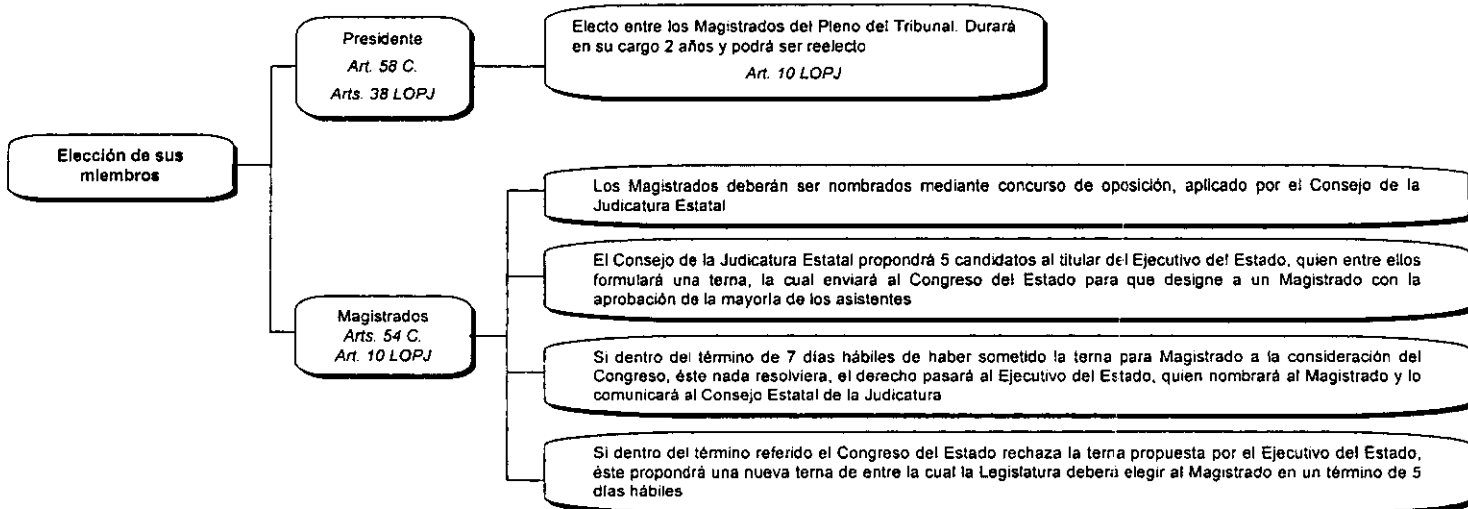 Elección de sus
miembros
Presidente
Art. 58 C.
Arts. 38 LOPJ
Electo entre los Magistrados del Pleno del Tribunal. Durará
en su cargo 2 años y podrá ser reelecto
Art. 10 LOPJ
Magistrados
Arts. 54 C.
Art. 10 LOPJ
Los Magistrados deberán ser nombrados mediante concurso de oposición, aplicado por el Consejo de la
Judicatura Estatal
El Consejo de la Judicatura Estatal propondrá 5 candidatos al titular del Ejecutivo del Estado, quien entre ellos
formulará una terna, la cual enviará al Congreso del Estado para que designe a un Magistrado con la
aprobación de la mayoría de los asistentes
Si dentro del término de 7 días hábiles de haber sometido la terna para Magistrado a la consideración del
Congreso, éste nada resolviera, el derecho pasará al Ejecutivo del Estado, quien nombrará al Magistrado y lo
comunicará al Consejo Estatal de la Judicatura
Si dentro del término referido el Congreso del Estado rechaza la terna propuesta por el Ejecutivo del Estado,
éste propondrá una nueva terna de entre la cual la Legislatura deberá elegir al Magistrado en un término de 5
días hábiles